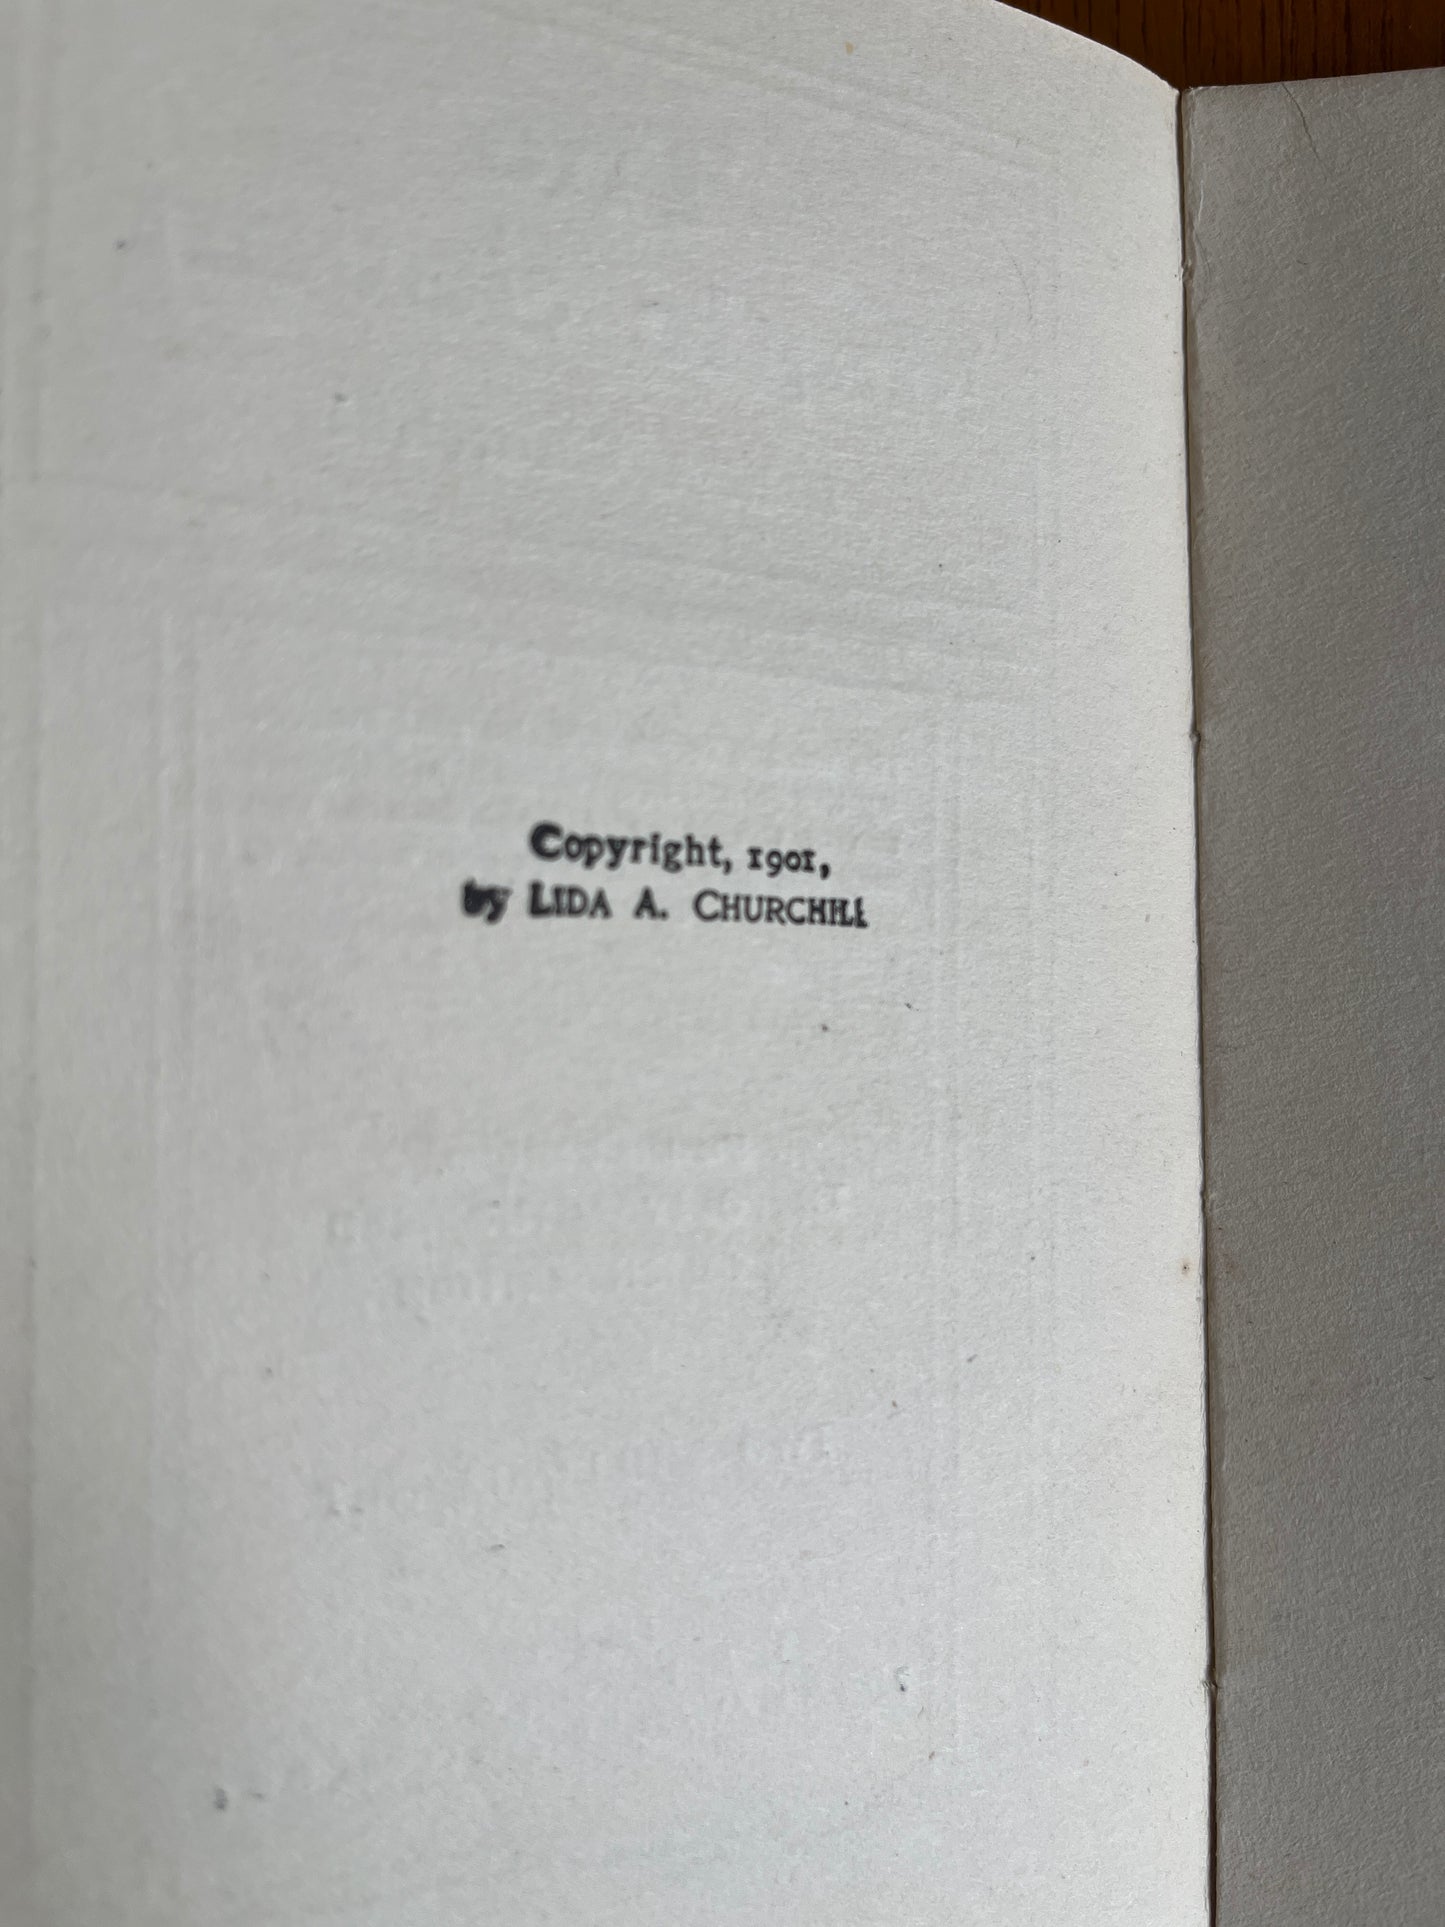 Copyright, 1901,
by LIDA A. CHURCHILL